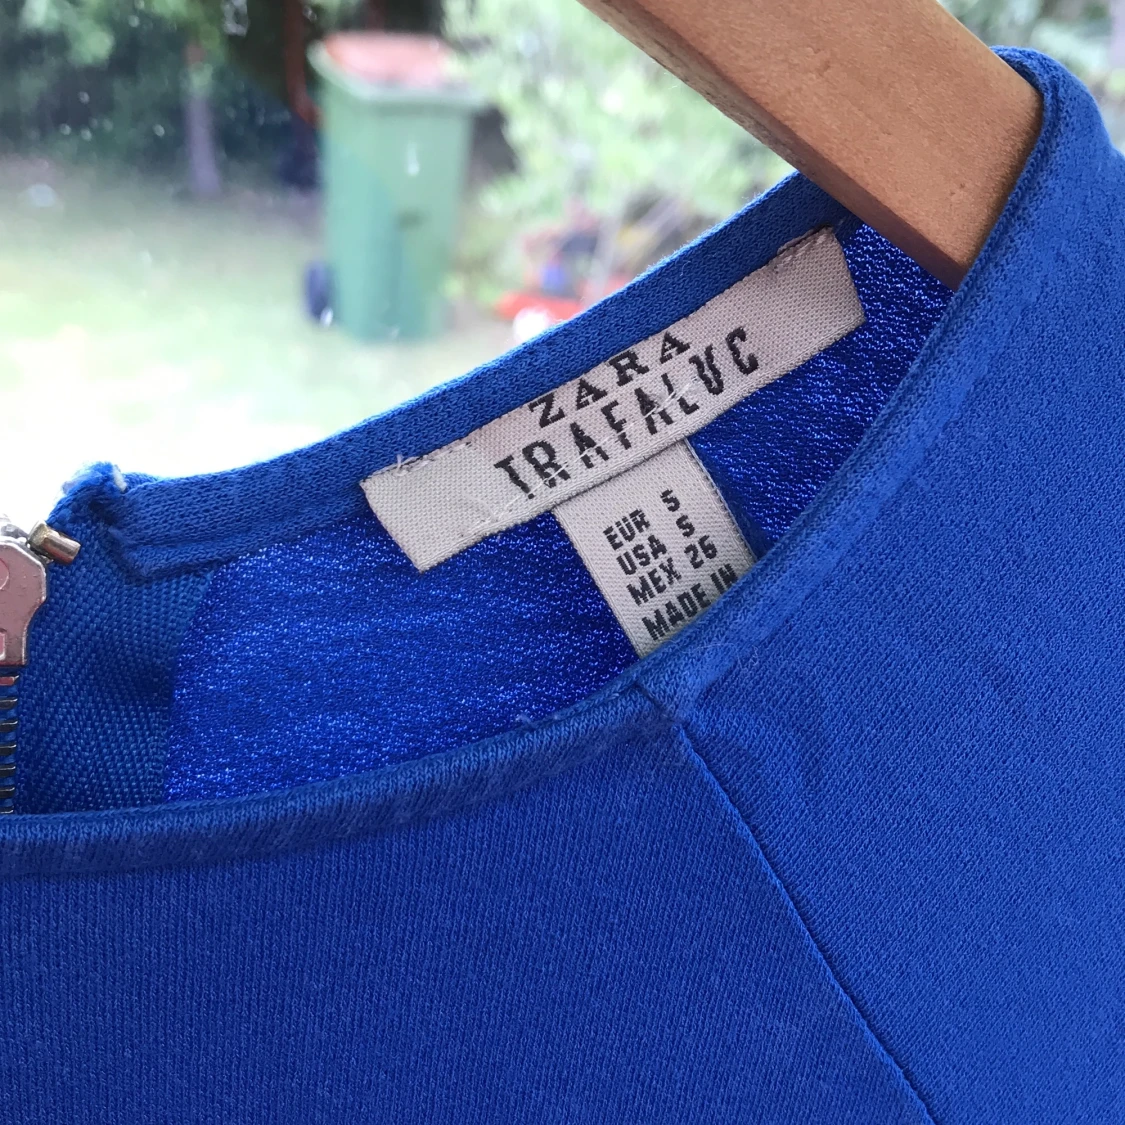 ZARA
TRAFALUC
EUR S
USA S
MEX 26
MADE IN